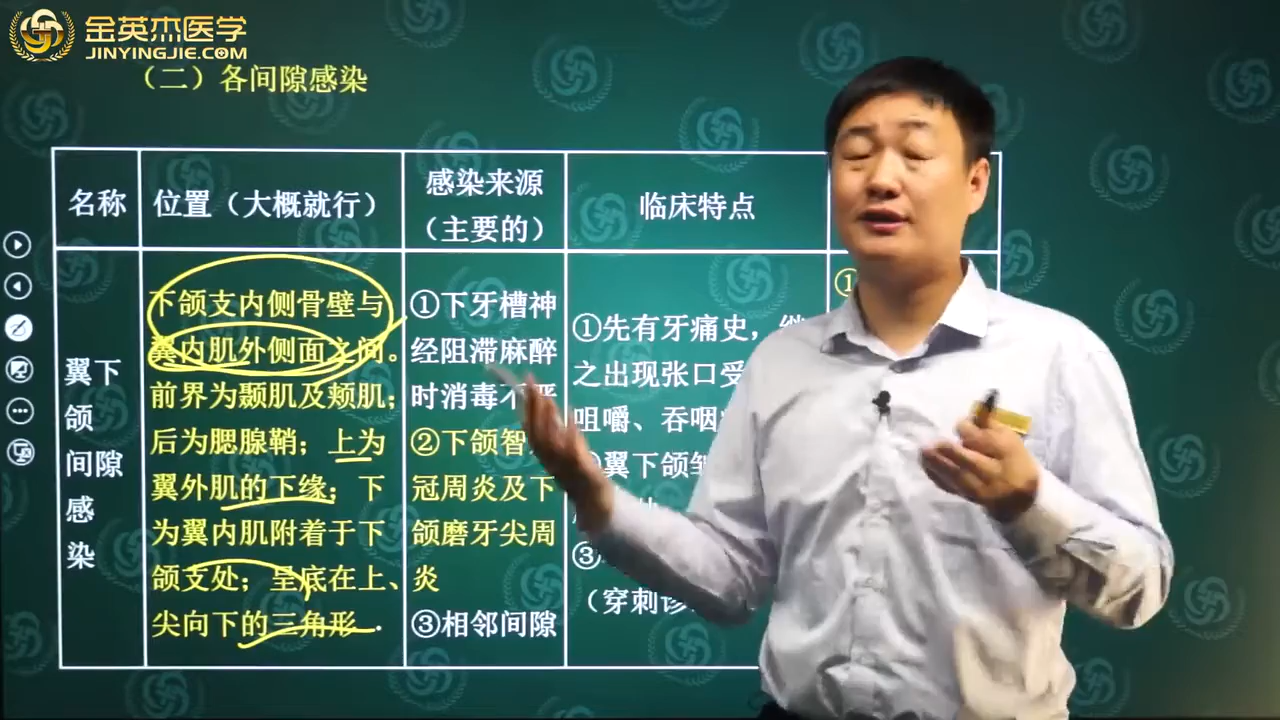 金英杰医学
JINYINGJIE.COM
（二）各间隙感染
名称
位置（大概就行）
感染来源
（主要的）
临床特点
翼下
颌
间隙
感
染
下颌支内侧骨壁与
翼内肌外侧面之间。
前界为颞肌及颊肌；
后为腮腺鞘；上为
翼外肌的下缘；下
为翼内肌附着于下
颌支处；呈底在上、
尖向下的三角形
①下牙槽神
经阻滞麻醉
时消毒不严
②下颌智
冠周炎及下
颌磨牙尖周
炎
③相邻间隙
①先有牙痛史，继
之出现张口受
咀嚼、吞咽
翼下颌皱
③
（穿刺诊
①